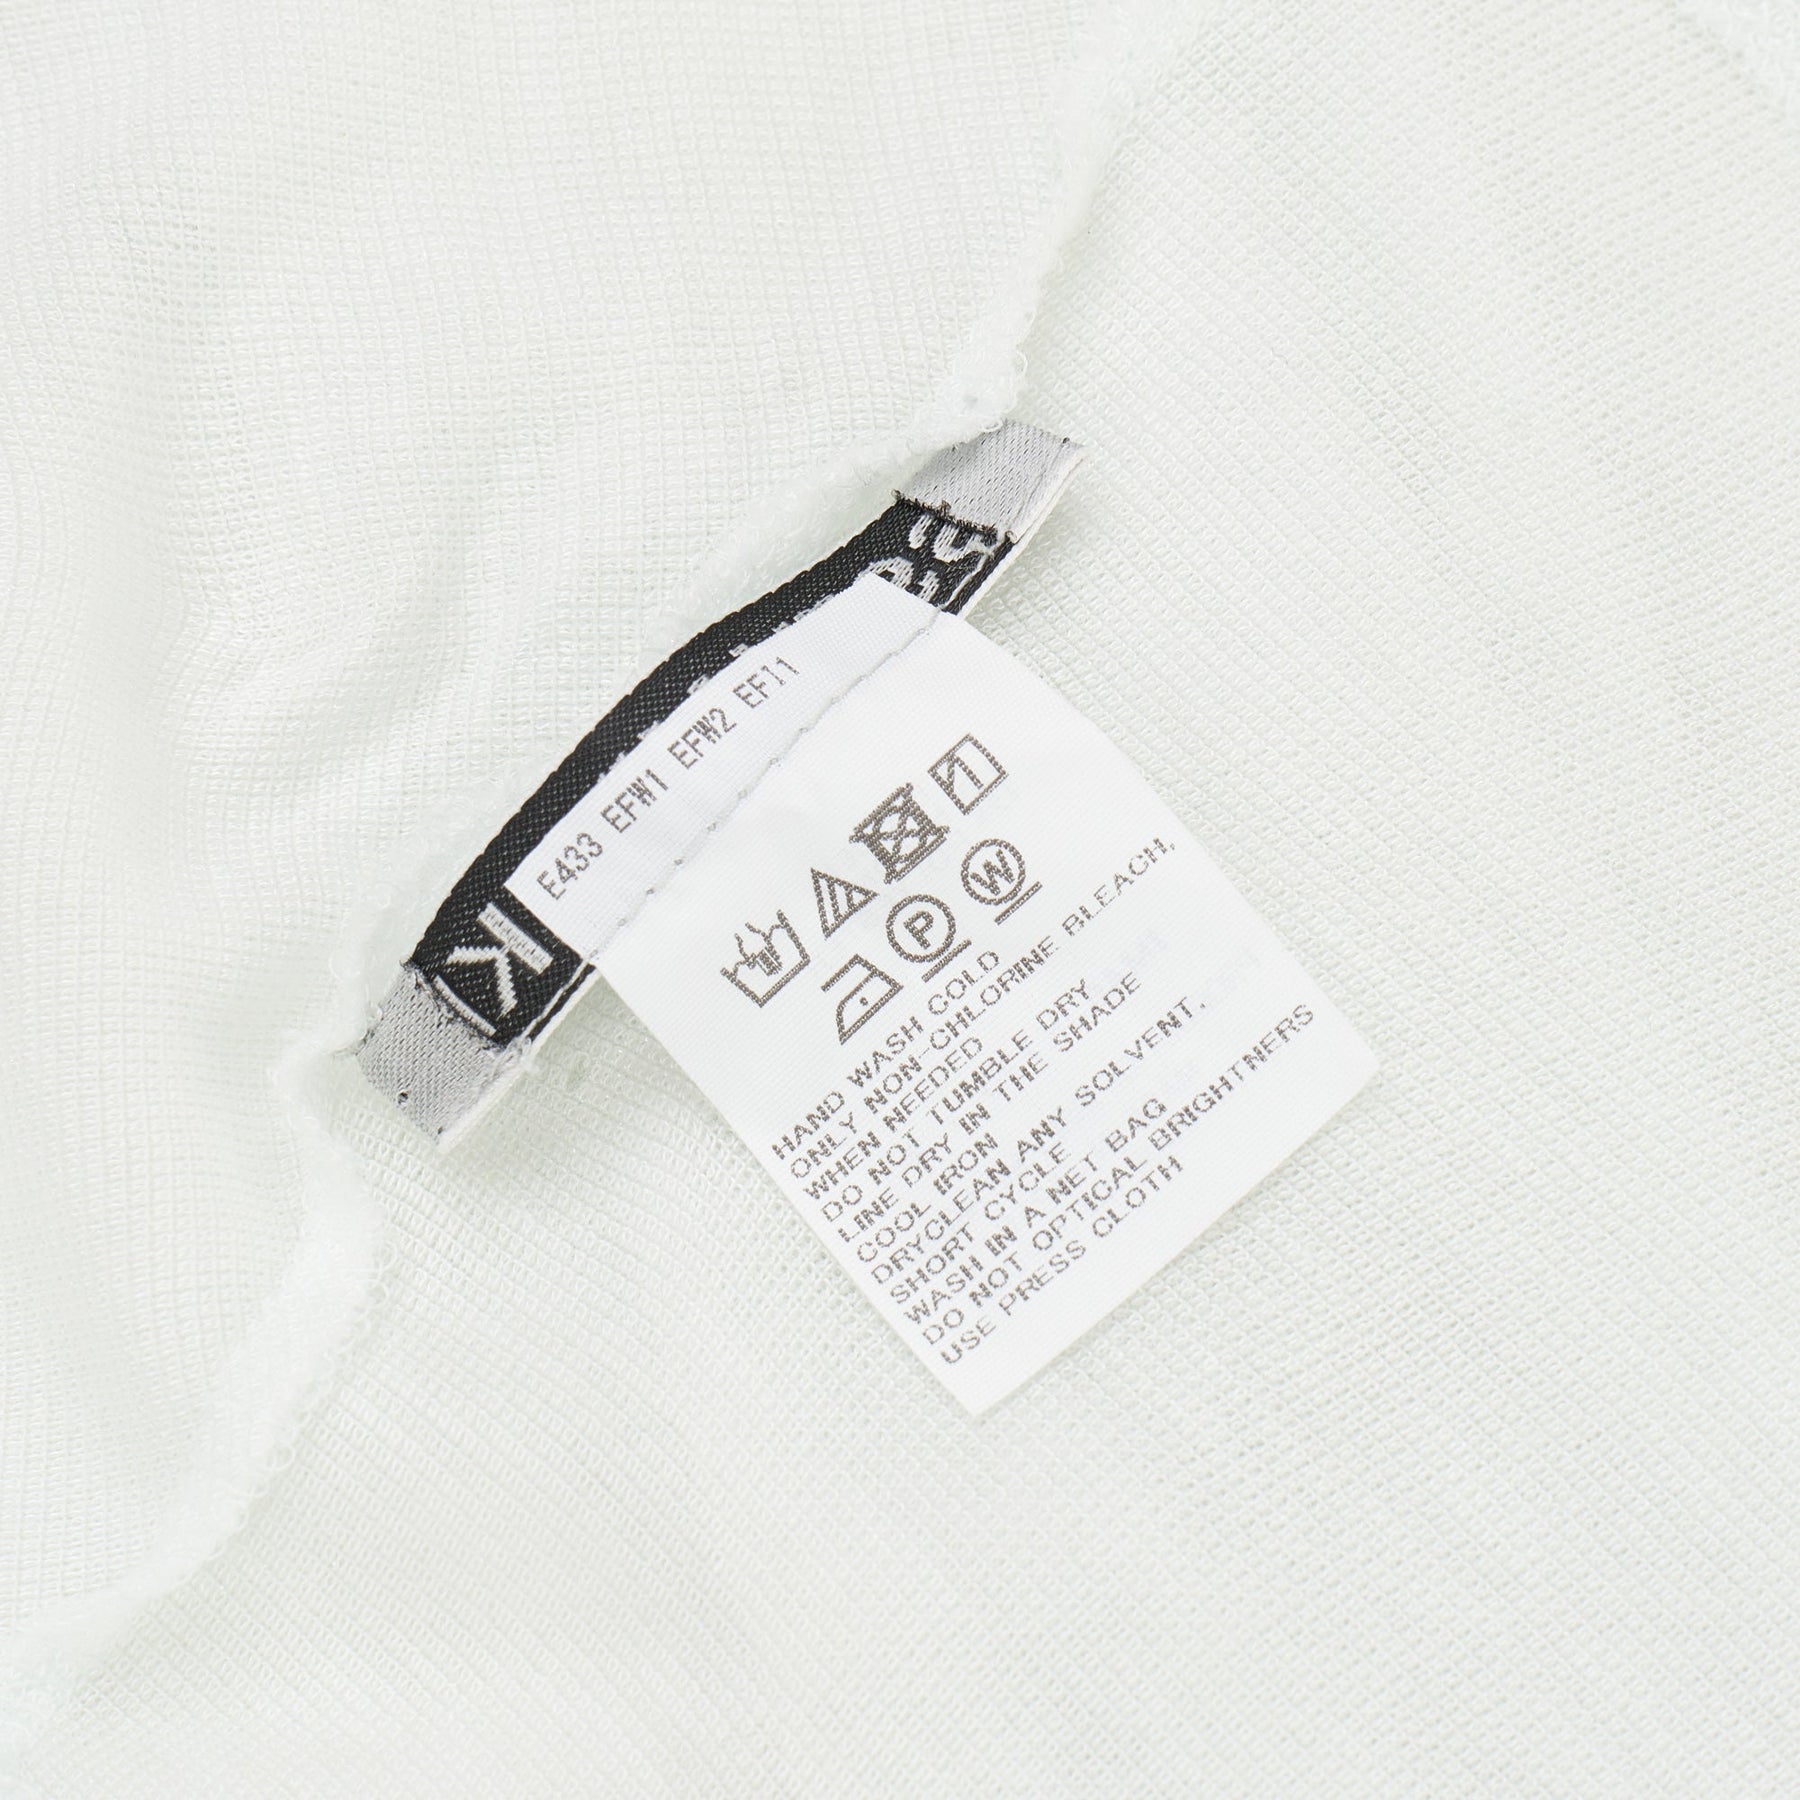 K
E433 EFW1 EFW2 EF11
W
P
HAND WASH COLD
ONLY NON-CHLORINE BLEACH,
WHEN NEEDED
DO NOT TUMBLE DRY
LINE DRY IN THE SHADE
COOL IRON
DRYCLEAN ANY SOLVENT.
SHORT CYCLE
WASH IN A NET BAG
DO NOT OPTICAL BRIGHTNERS
USE PRESS CLOTH